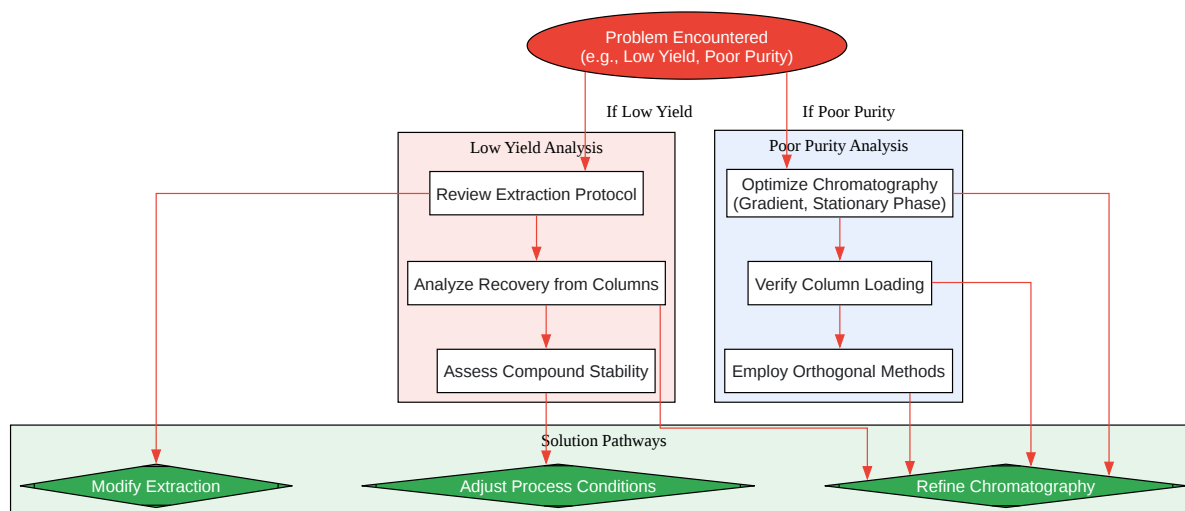 Problem Encountered
(e.g., Low Yield, Poor Purity)
If Low Yield
If Poor Purity
Low Yield Analysis
Review Extraction Protocol
Analyze Recovery from Columns
Assess Compound Stability
Poor Purity Analysis
Optimize Chromatography
(Gradient, Stationary Phase)
Verify Column Loading
Employ Orthogonal Methods
Solution Pathways
Modify Extraction
Adjust Process Conditions
Refine Chromatography